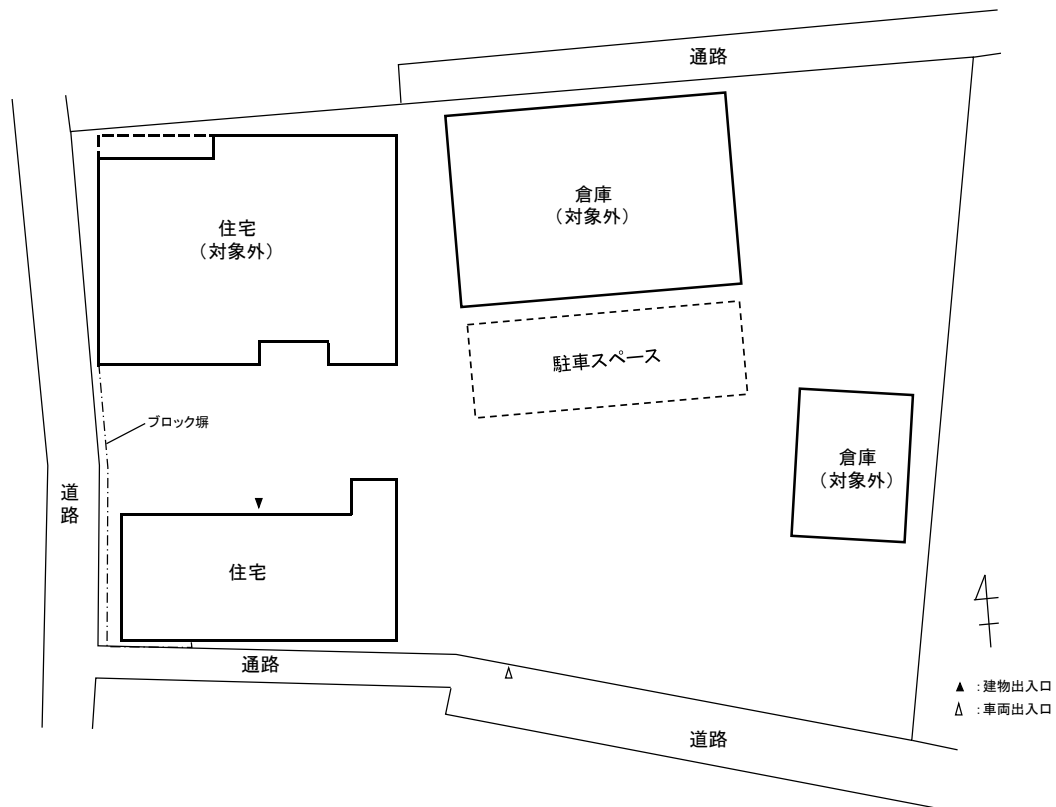 通路
倉庫
（対象外）
住宅
（対象外）
駐車スペース
ブロック塀
倉庫
（対象外）
道路
住宅
通路
▲ ：建物出入口
△ ：車両出入口
道路